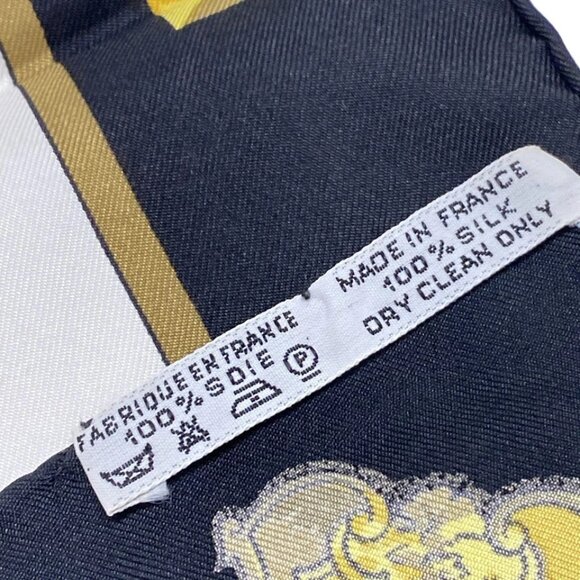 FABRIQUE EN FRANCE
100% SOIE
P
MADE IN FRANCE
100% SILK
DRY CLEAN ONLY